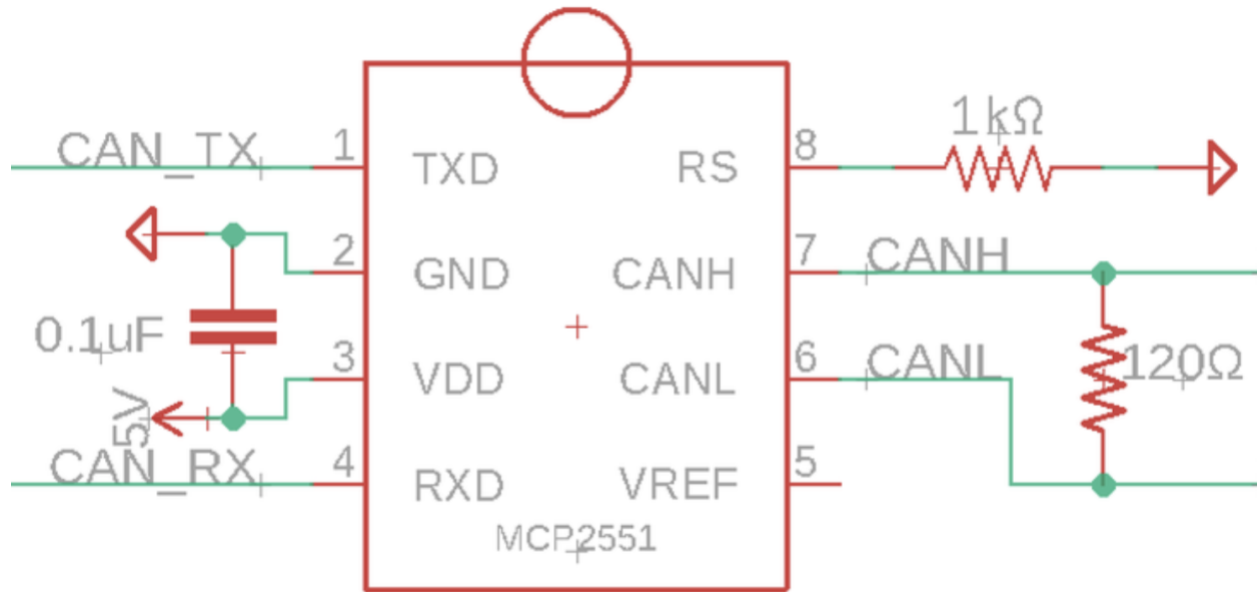 CAN_TX
1
TXD
RS
8
1kΩ
2
GND
CANH
7
CANH
0.1uF
3
VDD
CANL
6
CANL
120Ω
5V
CAN_RX
4
RXD
VREF
5
MCP2551